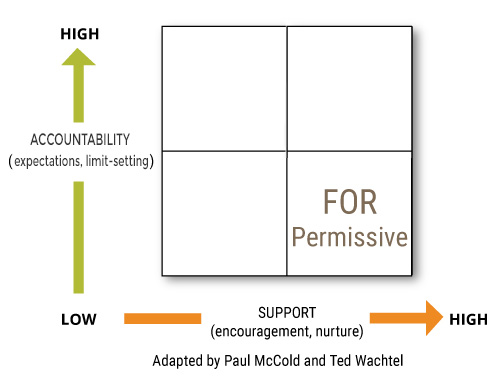 HIGH
ACCOUNTABILITY
(expectations, limit-setting)
FOR
Permissive
LOW
SUPPORT
(encouragement, nurture)
HIGH
Adapted by Paul McCold and Ted Wachtel